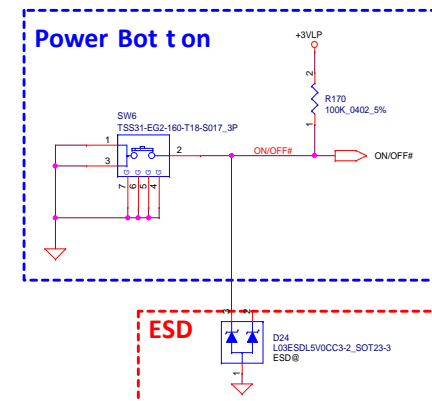 Power Bot t on
+3VLP
2
R170
100K_0402_5%
1
SW6
TSS31-EG2-160-T18-S017_3P
1
3
2
ON/OFF#
ON/OFF#
G G G G
7 6 5 4
ESD
3 2
D24
L03ESDL5V0CC3-2_SOT23-3
ESD@
1